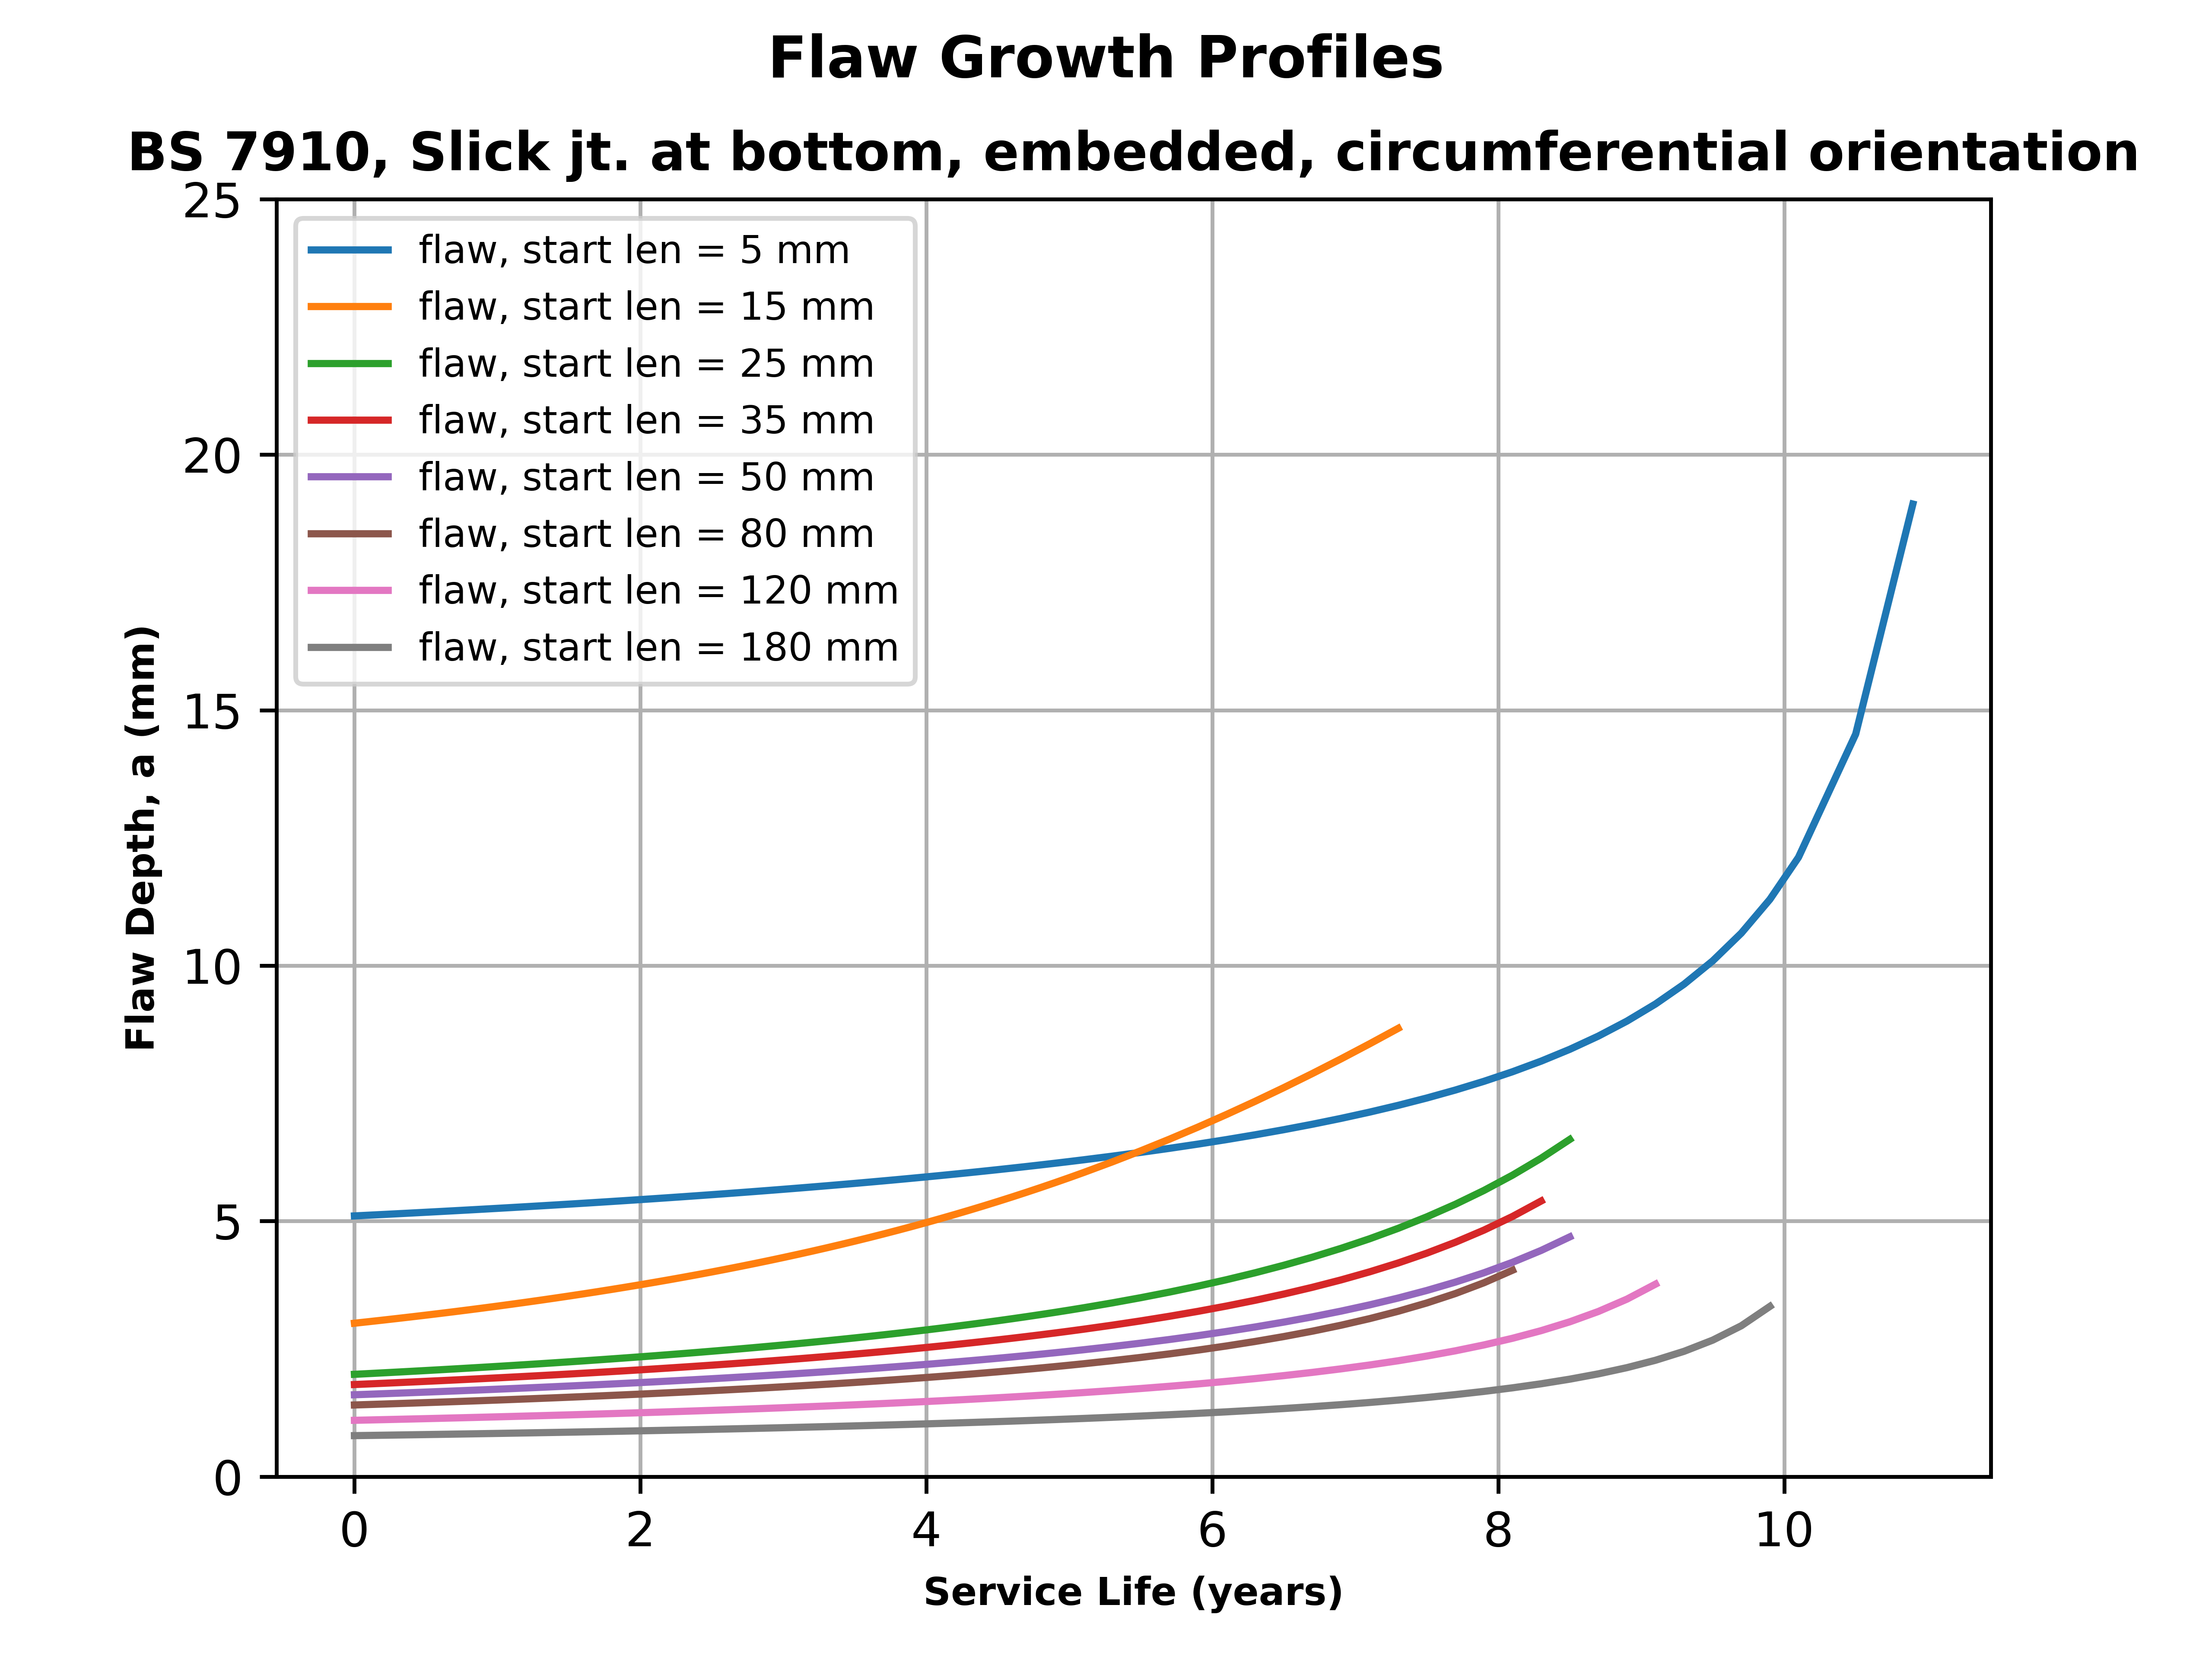 Flaw Growth Profiles
BS 7910, Slick jt. at bottom, embedded, circumferential orientation
25
20
15
10
5
0
Flaw Depth, a (mm)
flaw, start len = 5 mm
flaw, start len = 15 mm
flaw, start len = 25 mm
flaw, start len = 35 mm
flaw, start len = 50 mm
flaw, start len = 80 mm
flaw, start len = 120 mm
flaw, start len = 180 mm
0 2 4 6 8 10
Service Life (years)